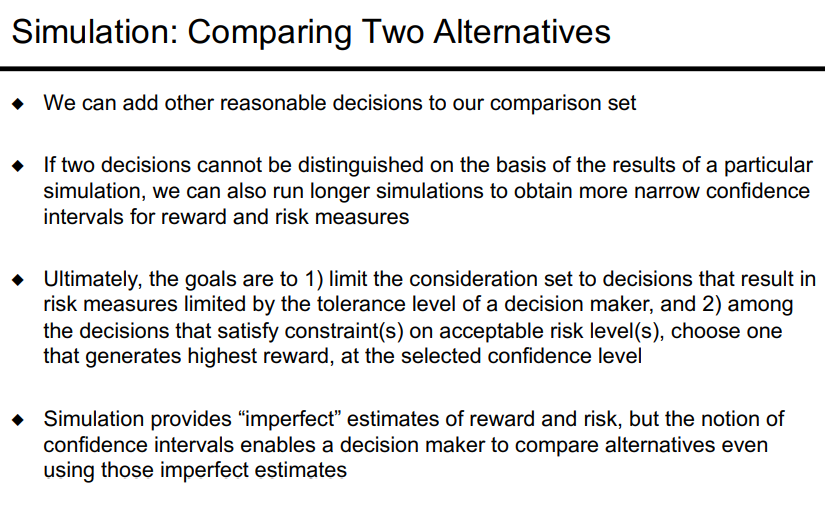 Simulation: Comparing Two Alternatives
◆ We can add other reasonable decisions to our comparison set
◆ If two decisions cannot be distinguished on the basis of the results of a particular
simulation, we can also run longer simulations to obtain more narrow confidence
intervals for reward and risk measures
◆ Ultimately, the goals are to 1) limit the consideration set to decisions that result in
risk measures limited by the tolerance level of a decision maker, and 2) among
the decisions that satisfy constraint(s) on acceptable risk level(s), choose one
that generates highest reward, at the selected confidence level
◆ Simulation provides “imperfect” estimates of reward and risk, but the notion of
confidence intervals enables a decision maker to compare alternatives even
using those imperfect estimates